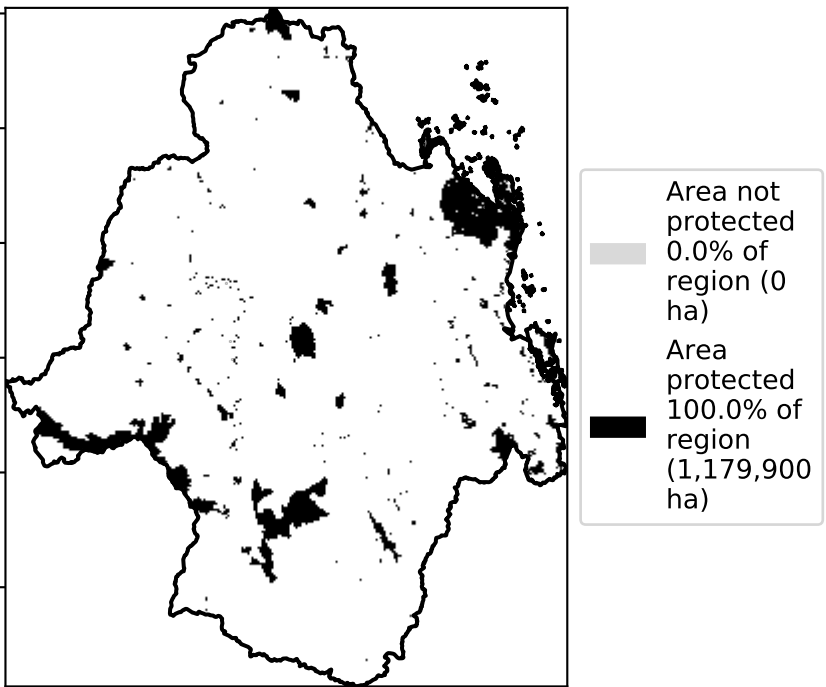 Area not
protected
0.0% of
region (0
ha)
Area
protected
100.0% of
region
(1,179,900
ha)